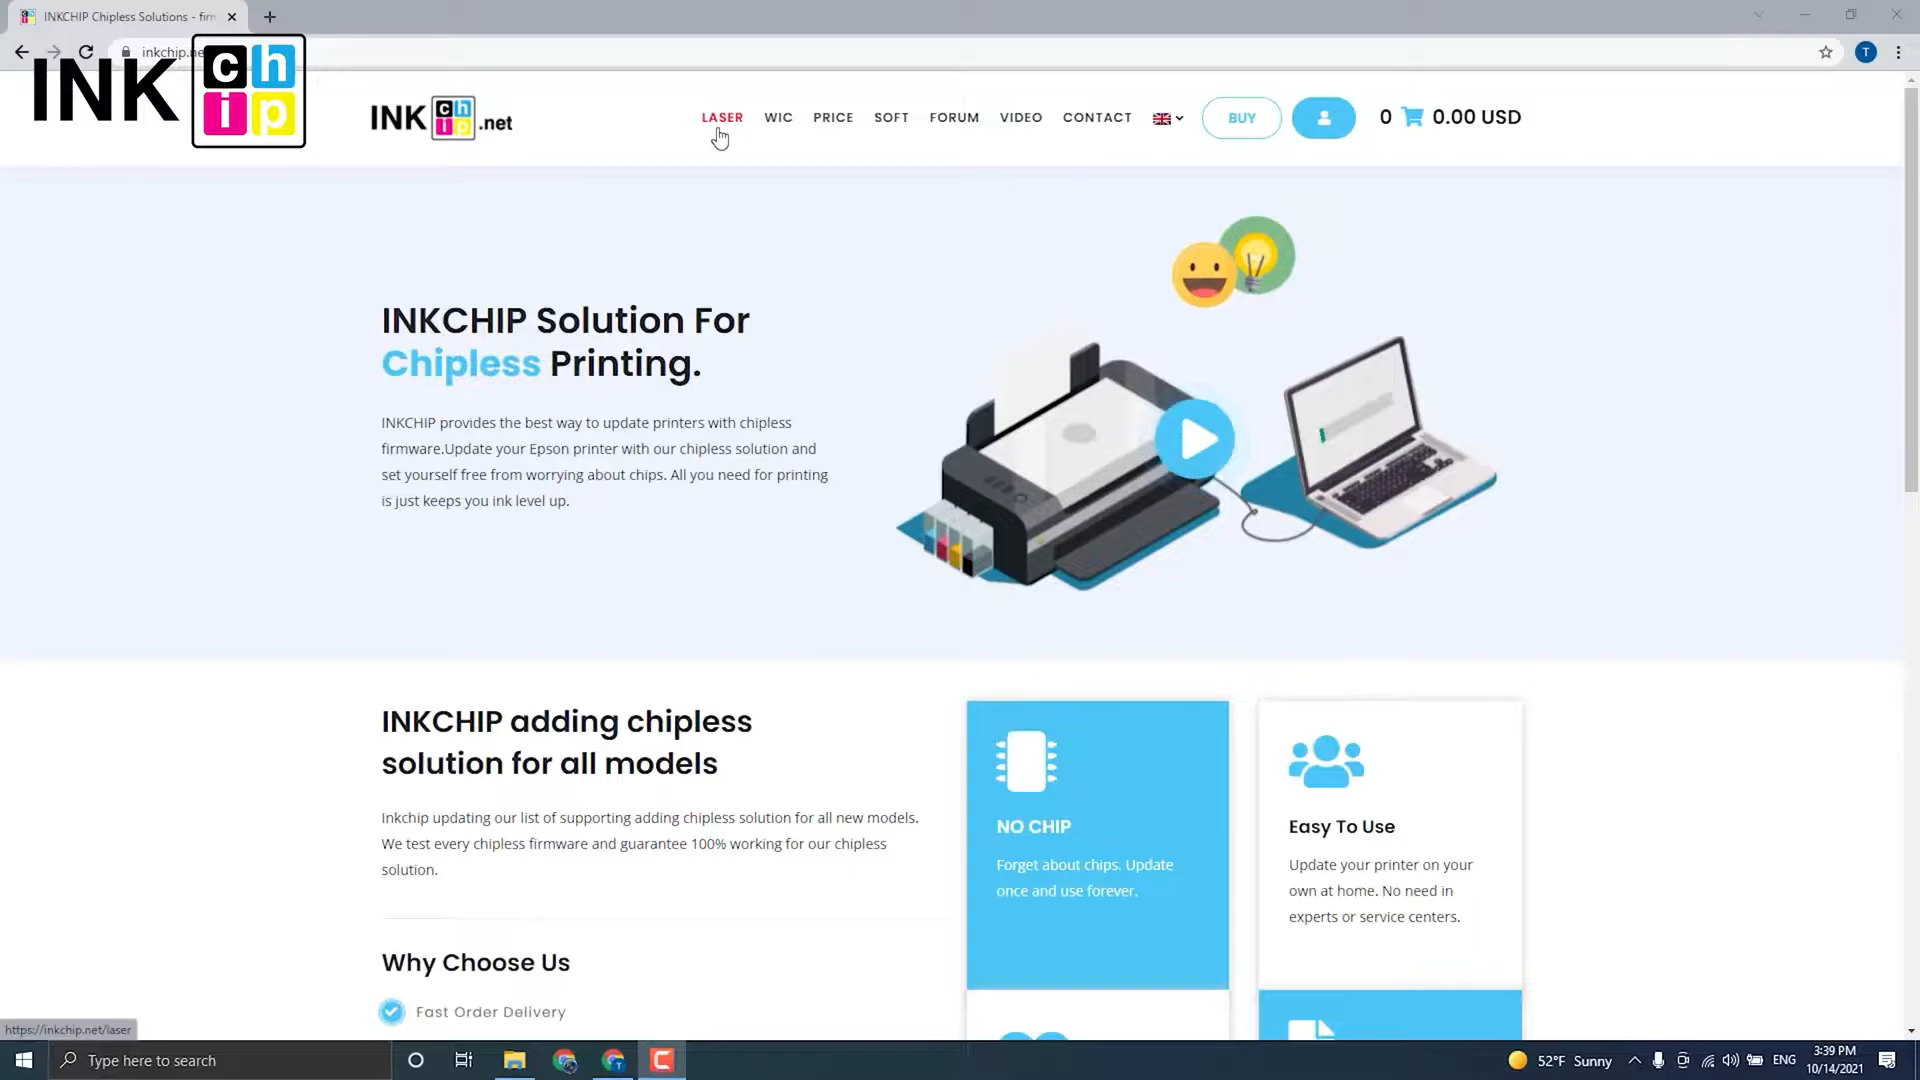 INKCHIP Chipless Solutions - firm
inkchip.ne
INK chip
INK chip .net
LASER WIC PRICE SOFT FORUM VIDEO CONTACT BUY 0 0.00 USD
INKCHIP Solution For
Chipless Printing.
INKCHIP provides the best way to update printers with chipless
firmware.Update your Epson printer with our chipless solution and
set yourself free from worrying about chips. All you need for printing
is just keeps you ink level up.
INKCHIP adding chipless
solution for all models
Inkchip updating our list of supporting adding chipless solution for all new models.
We test every chipless firmware and guarantee 100% working for our chipless
solution.
Why Choose Us
Fast Order Delivery
NO CHIP
Forget about chips. Update
once and use forever.
Easy To Use
Update your printer on your
own at home. No need in
experts or service centers.
https://inkchip.net/laser
Type here to search
T
T
C
52°F Sunny
ENG
3:39 PM
10/14/2021